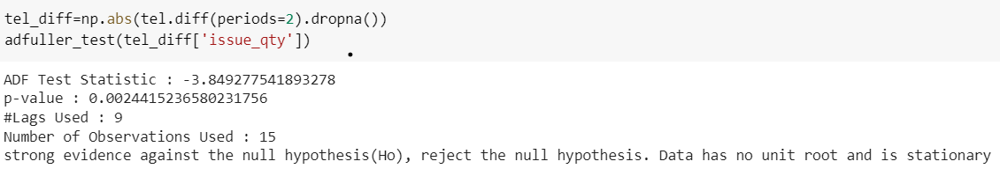 tel_diff=np.abs(tel.diff(periods=2).dropna())
adfuller_test(tel_diff['issue_qty'])
ADF Test Statistic : -3.849277541893278
p-value : 0.0024415236580231756
#Lags Used : 9
Number of Observations Used : 15
strong evidence against the null hypothesis(Ho), reject the null hypothesis. Data has no unit root and is stationary